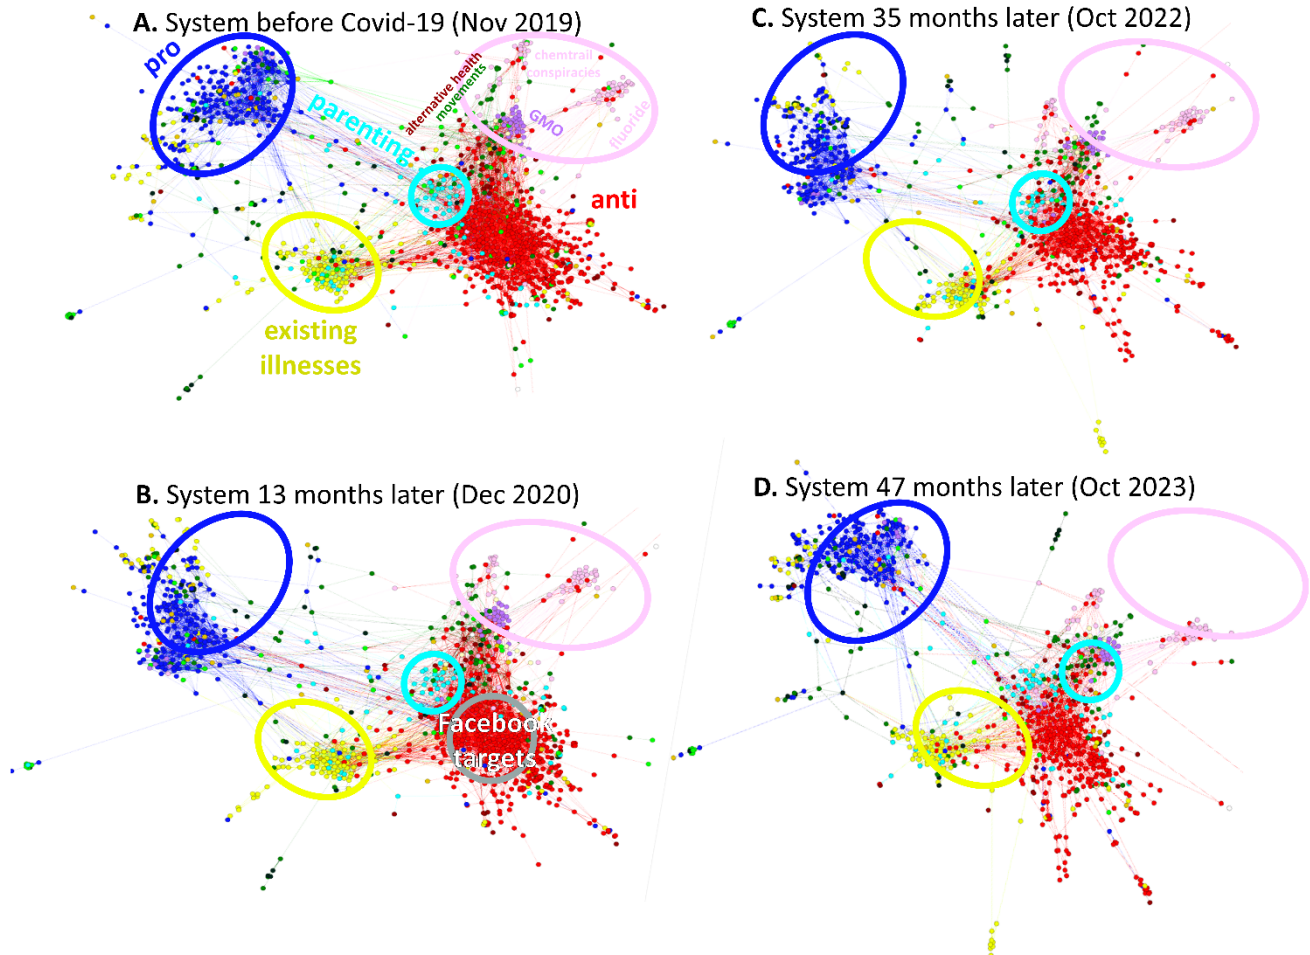 A. System before Covid-19 (Nov 2019)
pro
parenting
alternative health
movements
chemtrail
conspiracies
GMO
fluoride
anti
existing
illnesses
C. System 35 months later (Oct 2022)
B. System 13 months later (Dec 2020)
Facebook
targets
D. System 47 months later (Oct 2023)